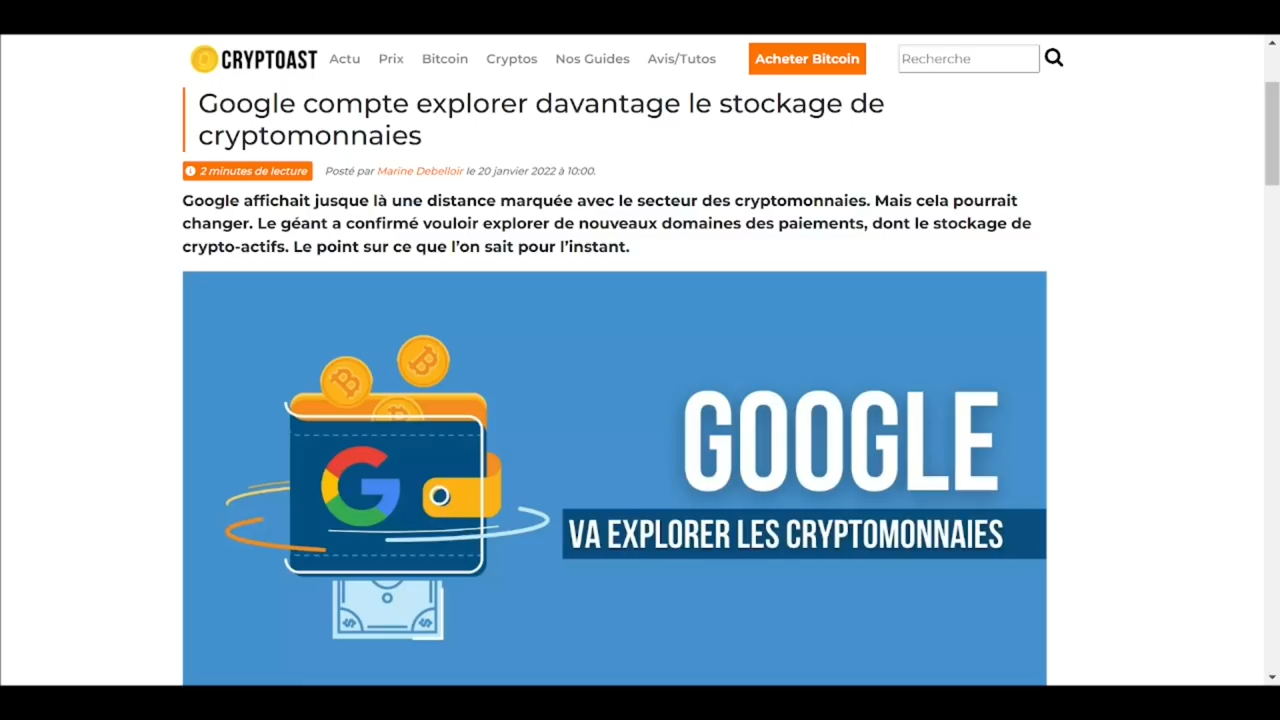 CRYPTOAST Actu Prix Bitcoin Cryptos Nos Guides Avis/Tutos Acheter Bitcoin Recherche
Google compte explorer davantage le stockage de
cryptomonnaies
2 minutes de lecture Posté par Marine Debelloir le 20 janvier 2022 à 10:00.
Google affichait jusque là une distance marquée avec le secteur des cryptomonnaies. Mais cela pourrait
changer. Le géant a confirmé vouloir explorer de nouveaux domaines des paiements, dont le stockage de
crypto-actifs. Le point sur ce que l’on sait pour l’instant.
GOOGLE
VA EXPLORER LES CRYPTOMONNAIES